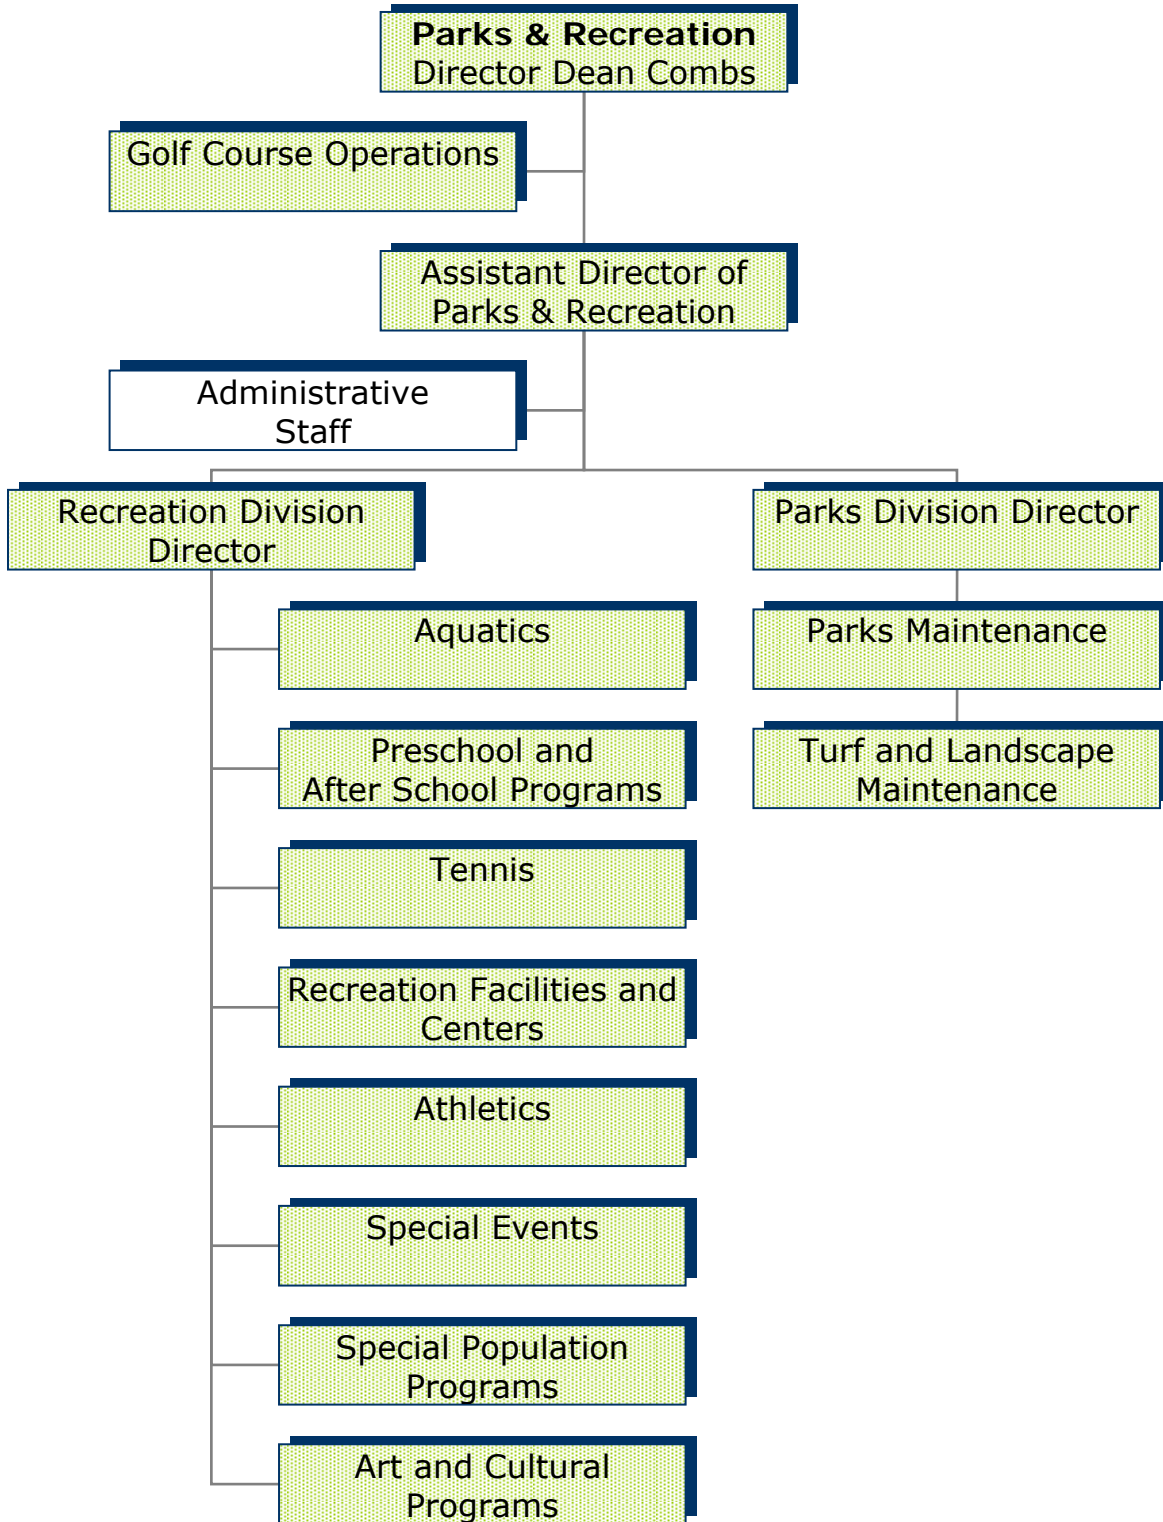 Parks & Recreation
Director Dean Combs
Golf Course Operations
Assistant Director of
Parks & Recreation
Administrative
Staff
Recreation Division
Director
Parks Division Director
Aquatics
Parks Maintenance
Preschool and
After School Programs
Turf and Landscape
Maintenance
Tennis
Recreation Facilities and
Centers
Athletics
Special Events
Special Population
Programs
Art and Cultural
Programs